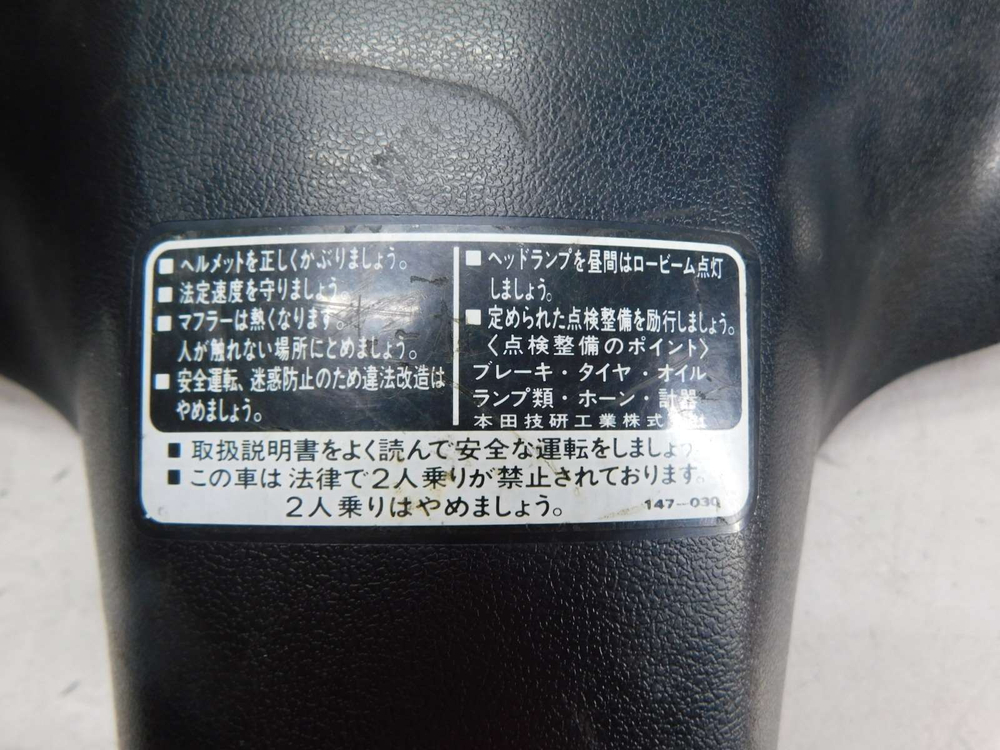 ■ ヘルメットを正しくかぶりましょう。
■ 法定速度を守りましょう
■ マフラーは熱くなります。
人が触れない場所にとめましょう。
■ 安全運転、迷惑防止のため違法改造は
やめましょう。
■ ヘッドランプを昼間はロービーム点灯
しましょう。
■ 定められた点検整備を励行しましょう。
〈点検整備のポイント〉
ブレーキ・タイヤ・オイル
ランプ類・ホーン・計器
本田技研工業株式会社
■ 取扱説明書をよく読んで安全な運転をしましょう
■ この車は法律で2人乗りが禁止されております。
2人乗りはやめましょう。
147-030